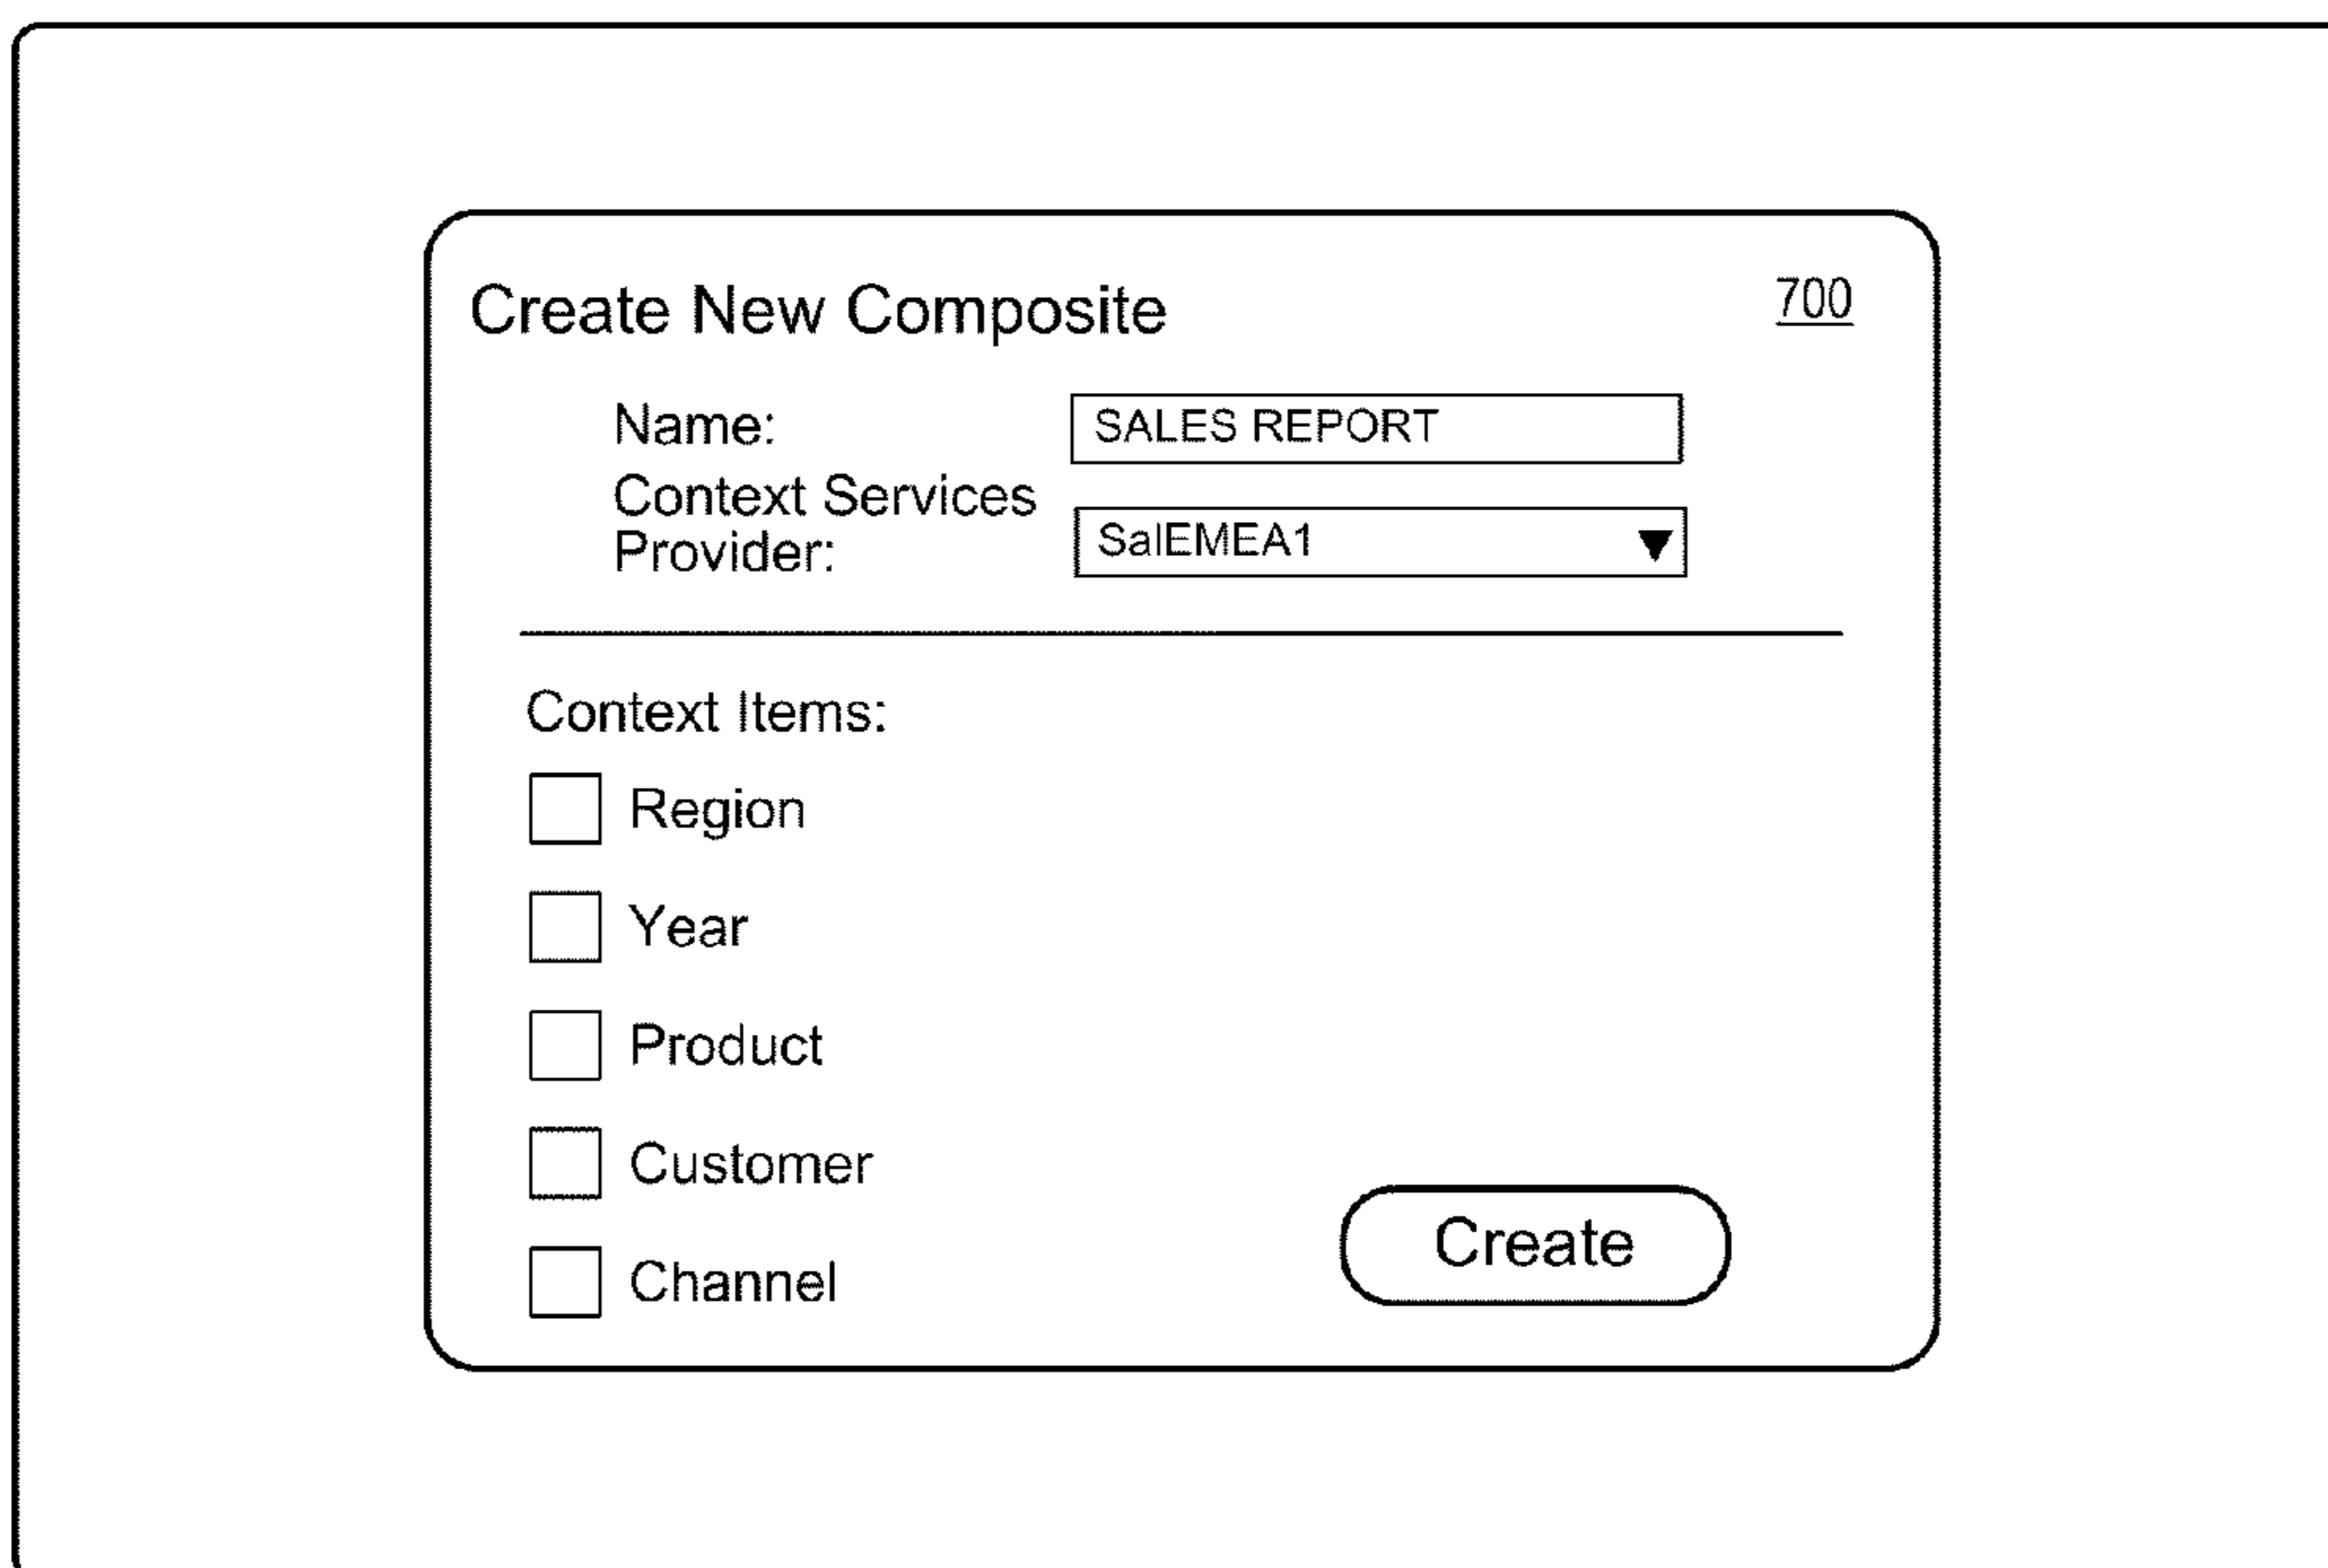 Create New Composite
700
Name:
SALES REPORT
Context Services
Provider:
SalEMEA1
Context Items:
Region
Year
Product
Customer
Channel
Create